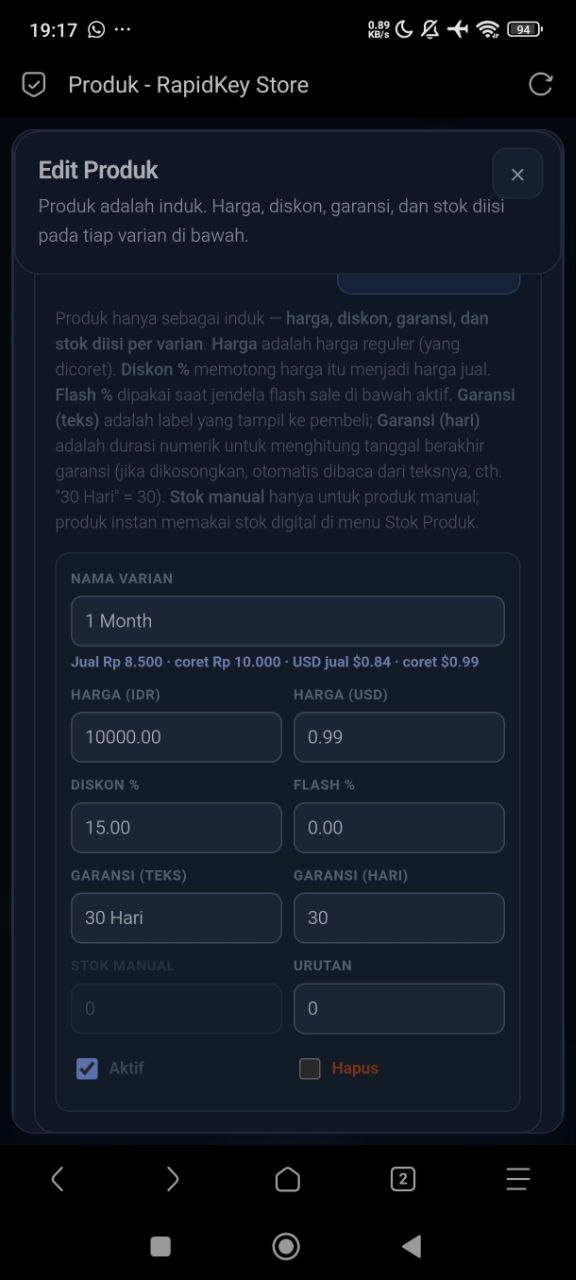 19:17 ...
0.89 KB/s 94
Produk - RapidKey Store
Edit Produk
×
Produk adalah induk. Harga, diskon, garansi, dan stok diisi
pada tiap varian di bawah.
Produk hanya sebagai induk — harga, diskon, garansi, dan
stok diisi per varian. Harga adalah harga reguler (yang
dicoret). Diskon % memotong harga itu menjadi harga jual.
Flash % dipakai saat jendela flash sale di bawah aktif. Garansi
(teks) adalah label yang tampil ke pembeli; Garansi (hari)
adalah durasi numerik untuk menghitung tanggal berakhir
garansi (jika dikosongkan, otomatis dibaca dari teksnya, cth.
"30 Hari" = 30). Stok manual hanya untuk produk manual;
produk instan memakai stok digital di menu Stok Produk.
NAMA VARIAN
1 Month
Jual Rp 8.500 · coret Rp 10.000 · USD jual $0.84 · coret $0.99
HARGA (IDR) HARGA (USD)
10000.00 0.99
DISKON % FLASH %
15.00 0.00
GARANSI (TEKS) GARANSI (HARI)
30 Hari 30
STOK MANUAL URUTAN
0 0
Aktif Hapus
2